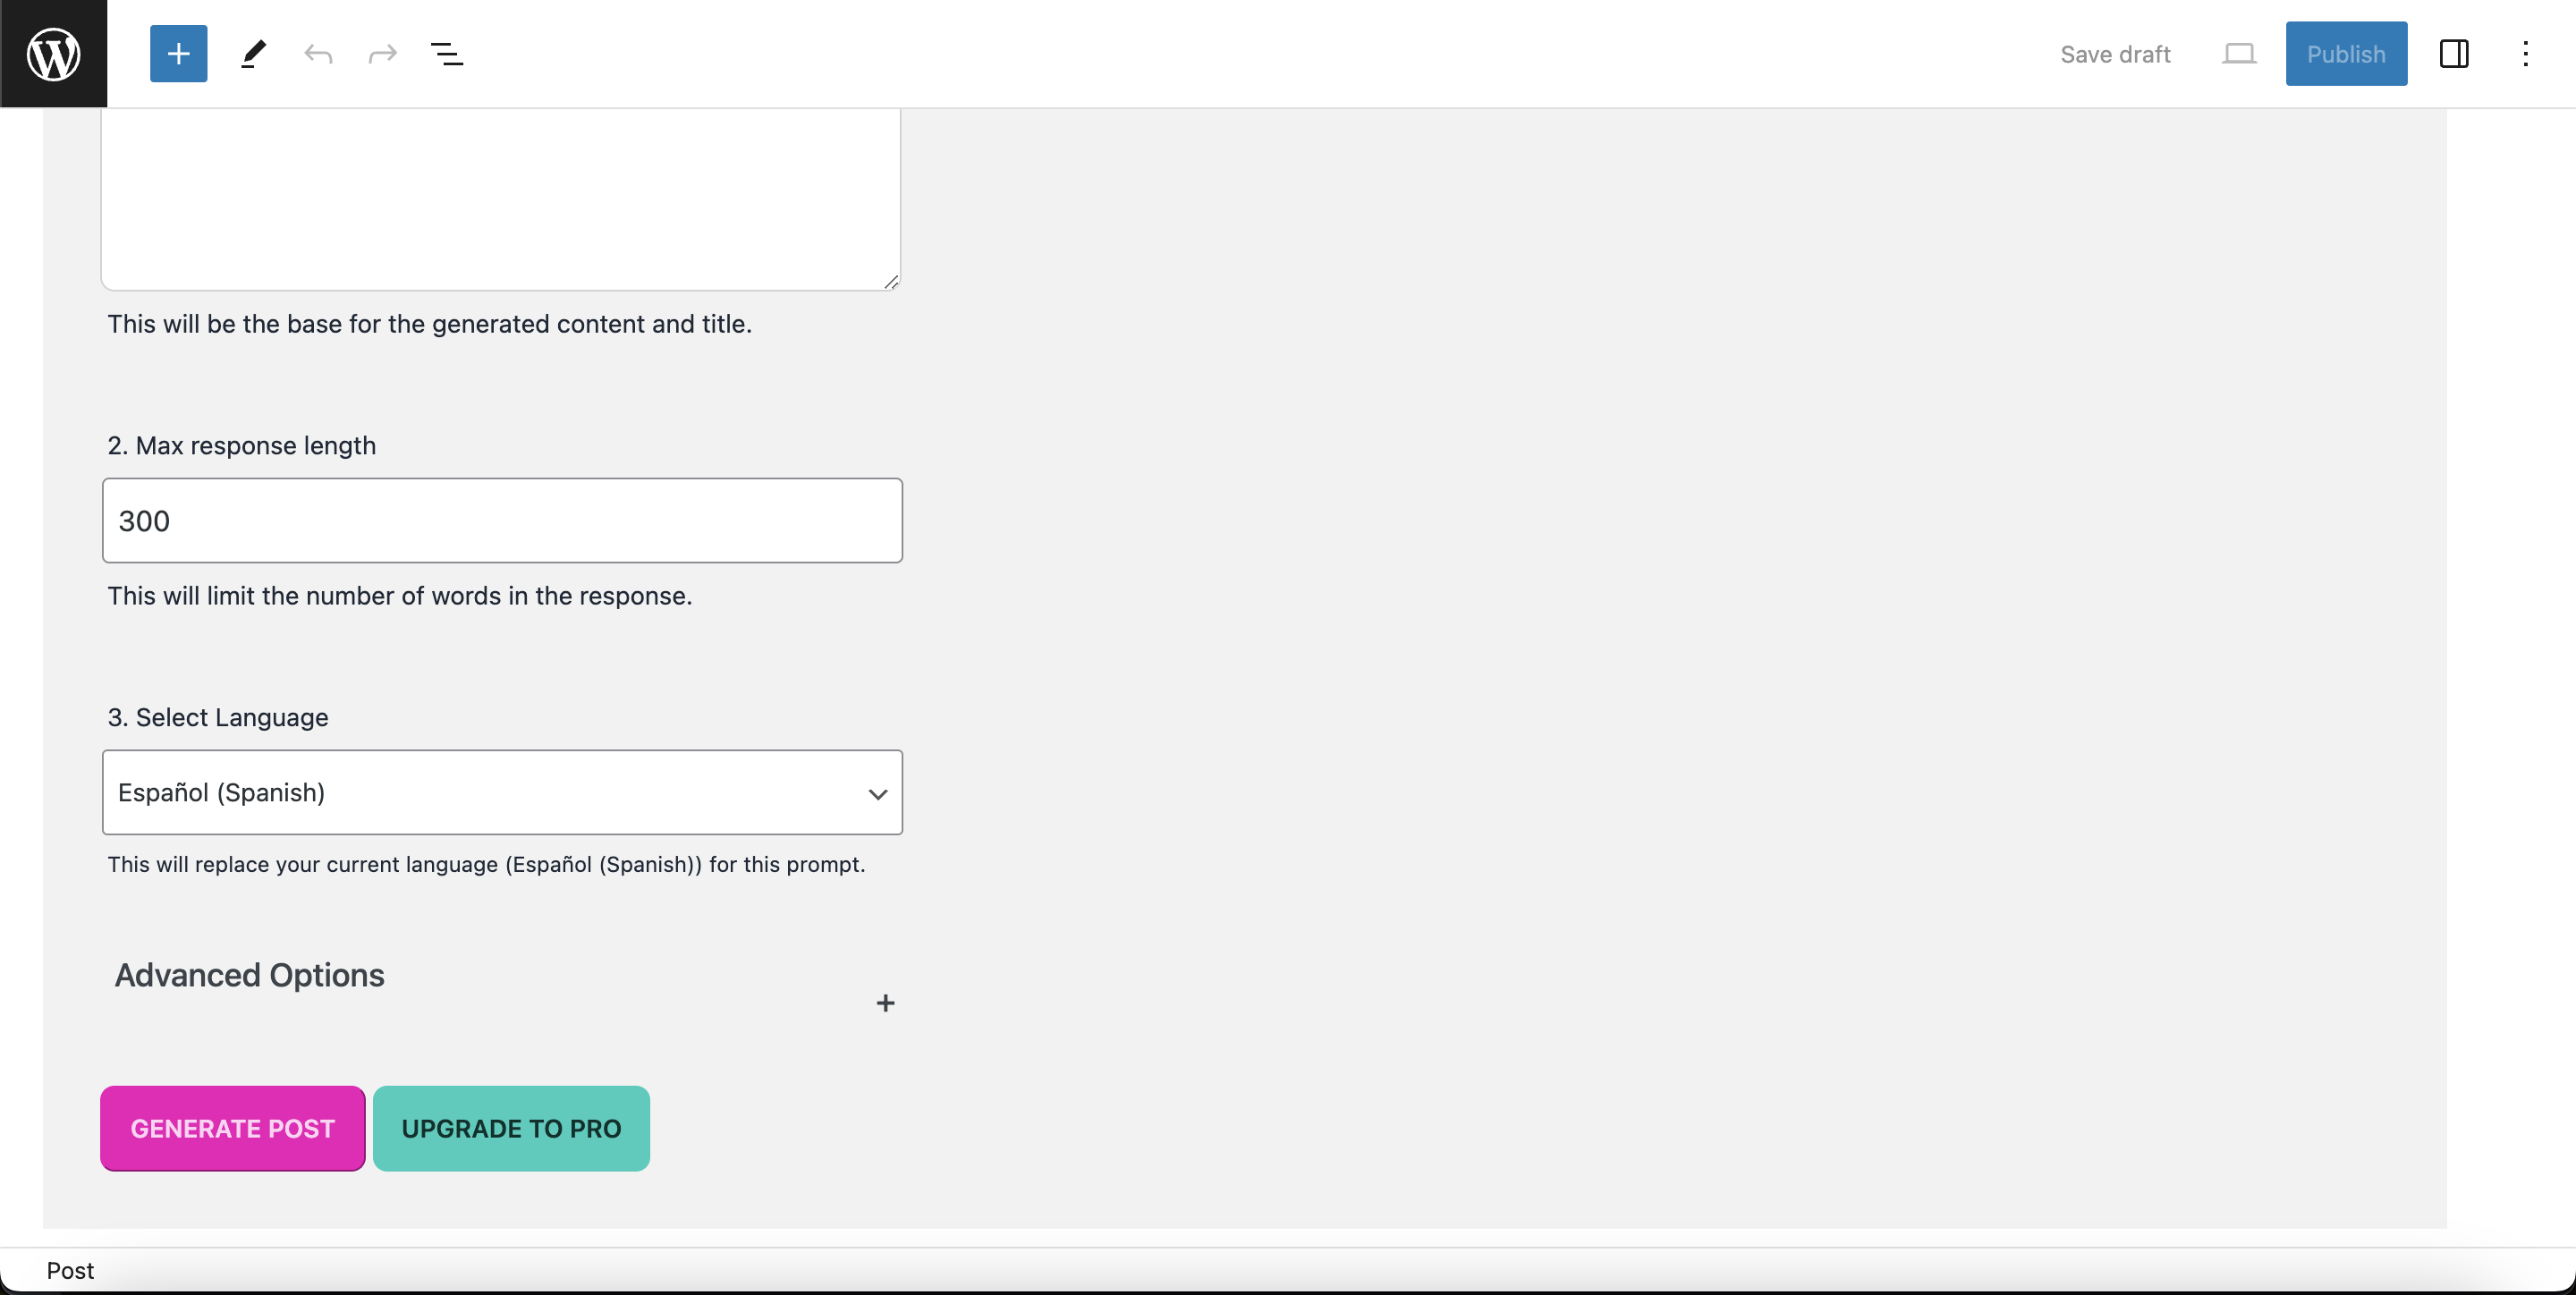 Save draft
Publish
This will be the base for the generated content and title.
2. Max response length
300
This will limit the number of words in the response.
3. Select Language
Español (Spanish)
This will replace your current language (Español (Spanish)) for this prompt.
Advanced Options
GENERATE POST
UPGRADE TO PRO
Post